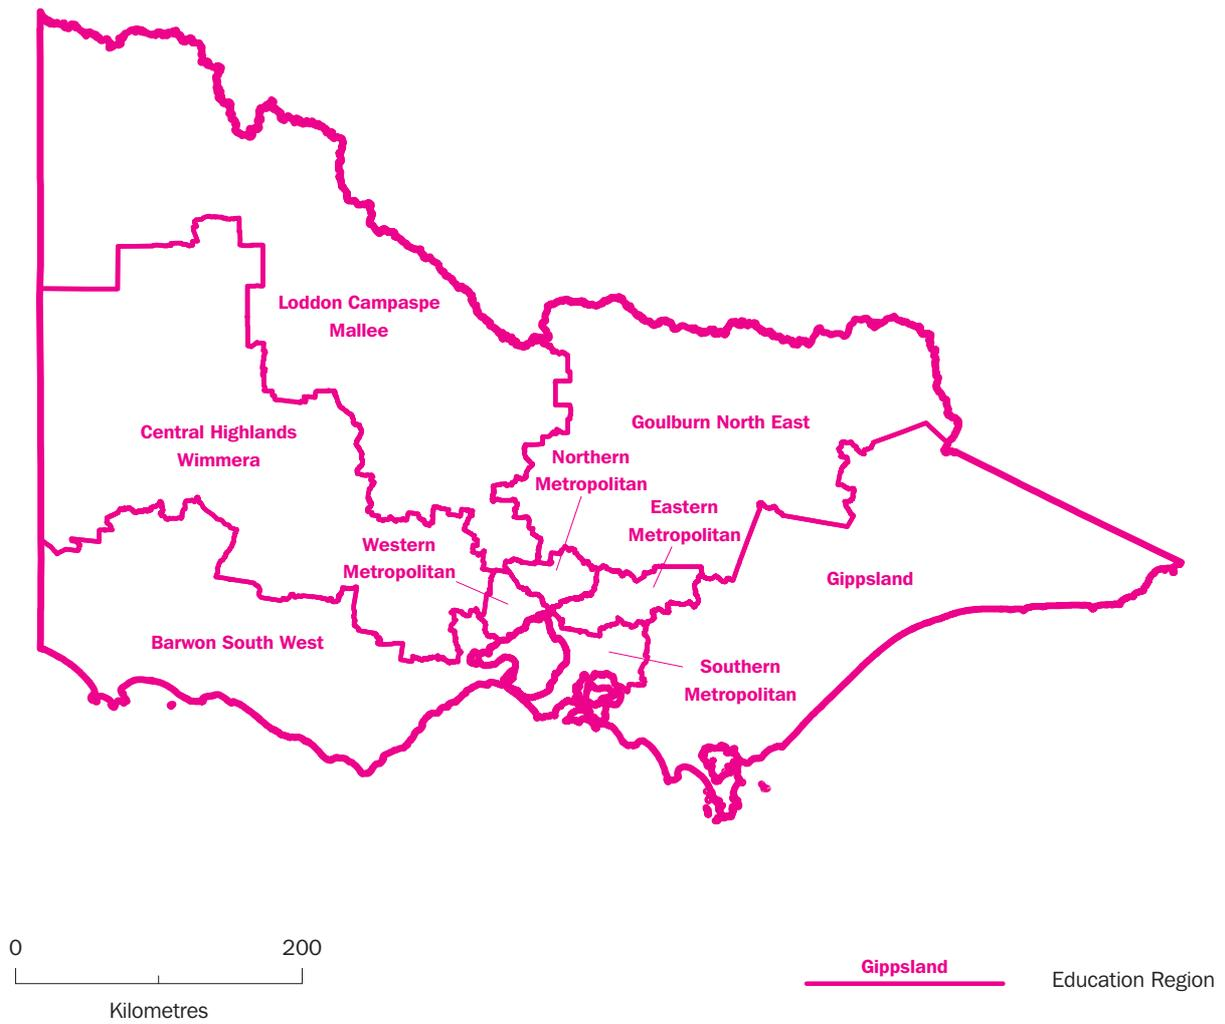 Loddon Campaspe
Mallee
Central Highlands
Wimmera
Goulburn North East
Northern
Metropolitan
Eastern
Metropolitan
Western
Metropolitan
Gippsland
Barwon South West
Southern
Metropolitan
0 200
Kilometres
Gippsland
Education Region